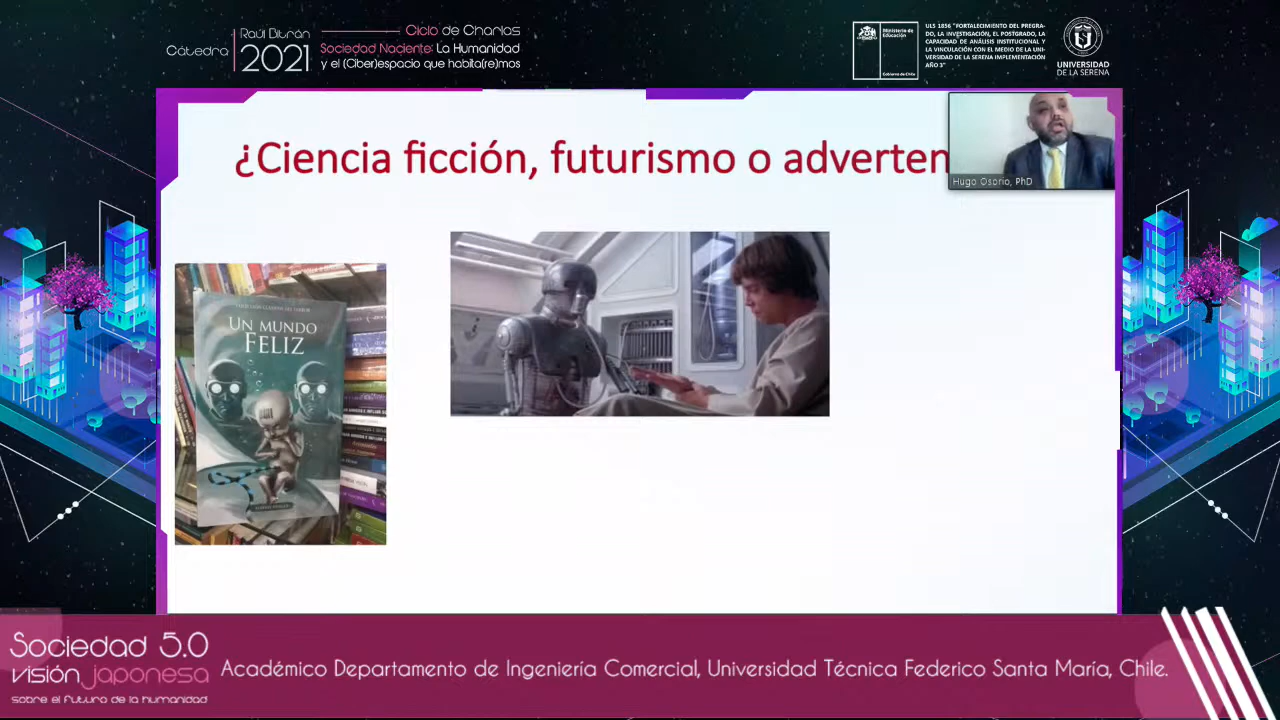 Cátedra
Raúl Bitrán
2021
Ciclo de Charlas
Sociedad Naciente: La Humanidad
y el (Ciber)espacio que habita(re)mos
Ministerio de
Educación
Gobierno de Chile
ULS 1856 "FORTALECIMIENTO DEL PREGRA-
DO, LA INVESTIGACIÓN, EL POSTGRADO, LA
CAPACIDAD DE ANÁLISIS INSTITUCIONAL Y
LA VINCULACIÓN CON EL MEDIO DE LA UNI-
VERSIDAD DE LA SERENA IMPLEMENTACIÓN
AÑO 3"
UNIVERSIDAD
DE LA SERENA
¿Ciencia ficción, futurismo o adverten
Hugo Osorio, PhD
UN MUNDO
FELIZ
Sociedad 5.0
visión japonesa
sobre el futuro de la humanidad
Académico Departamento de Ingeniería Comercial, Universidad Técnica Federico Santa María, Chile.